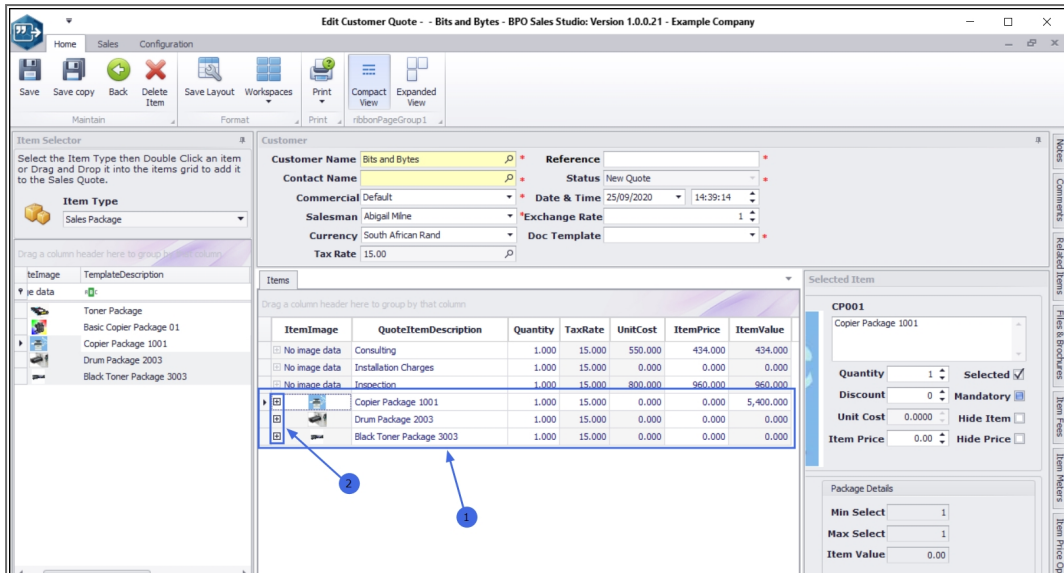 Edit Customer Quote - - Bits and Bytes - BPO Sales Studio: Version 1.0.0.21 - Example Company
Home Sales Configuration
Save Save copy Back Delete Item Save Layout Workspaces Print Compact View Expanded View
Maintain Format Print ribbonPageGroup1
Item Selector
Select the Item Type then Double Click an item
or Drag and Drop it into the items grid to add it
to the Sales Quote.
Item Type
Sales Package
Drag a column header here to group by that column
teImage TemplateDescription
je data
Toner Package
Basic Copier Package 01
Copier Package 1001
Drum Package 2003
Black Toner Package 3003
Customer
Customer Name Bits and Bytes * Reference *
Contact Name * Status New Quote *
Commercial Default * Date & Time 25/09/2020 14:39:14
Salesman Abigail Milne * Exchange Rate 1
Currency South African Rand Doc Template *
Tax Rate 15.00
Items
Drag a column header here to group by that column
ItemImage QuoteItemDescription Quantity TaxRate UnitCost ItemPrice ItemValue
No image data Consulting 1.000 15.000 550.000 434.000 434.000
No image data Installation Charges 1.000 15.000 0.000 0.000 0.000
No image data Inspection 1.000 15.000 800.000 960.000 960.000
Copier Package 1001 1.000 15.000 0.000 0.000 5,400.000
Drum Package 2003 1.000 15.000 0.000 0.000 0.000
Black Toner Package 3003 1.000 15.000 0.000 0.000 0.000
2
1
Selected Item
CP001
Copier Package 1001
Quantity 1 Selected
Discount 0 Mandatory
Unit Cost 0.0000 Hide Item
Item Price 0.00 Hide Price
Package Details
Min Select 1
Max Select 1
Item Value 0.00
Notes
Comments
Related Items
Files & Brochures
Item Fees
Item Meters
Item Price